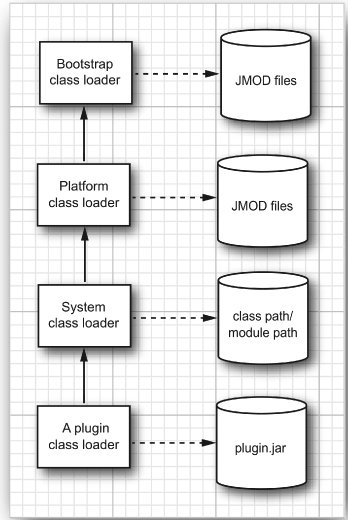 Bootstrap
class loader
JMOD files
Platform
class loader
JMOD files
System
class loader
class path/
module path
A plugin
class loader
plugin.jar